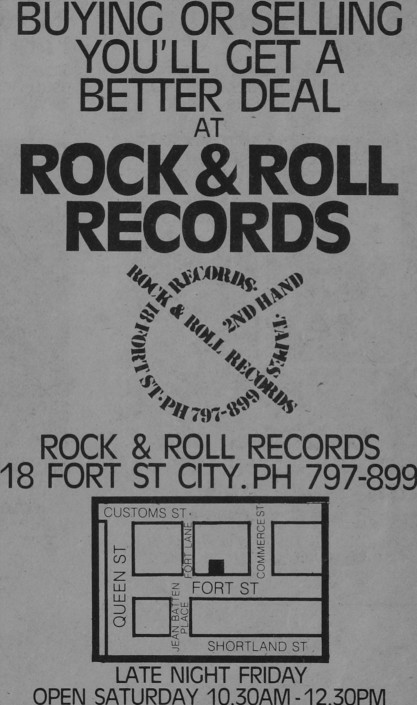 BUYING OR SELLING
YOU'LL GET A
BETTER DEAL
AT
ROCK & ROLL
RECORDS
RECORDS·
2ND HAND
·TAPES·
ROCK & ROLL RECORDS
18 FORT ST·PH 797-899
ROCK & ROLL RECORDS
18 FORT ST CITY. PH 797-899
CUSTOMS ST·
QUEEN ST
FORT LANE
COMMERCE ST
FORT ST
JEAN BATTEN
PLACE
SHORTLAND ST.
LATE NIGHT FRIDAY
OPEN SATURDAY 10.30AM-12.30PM